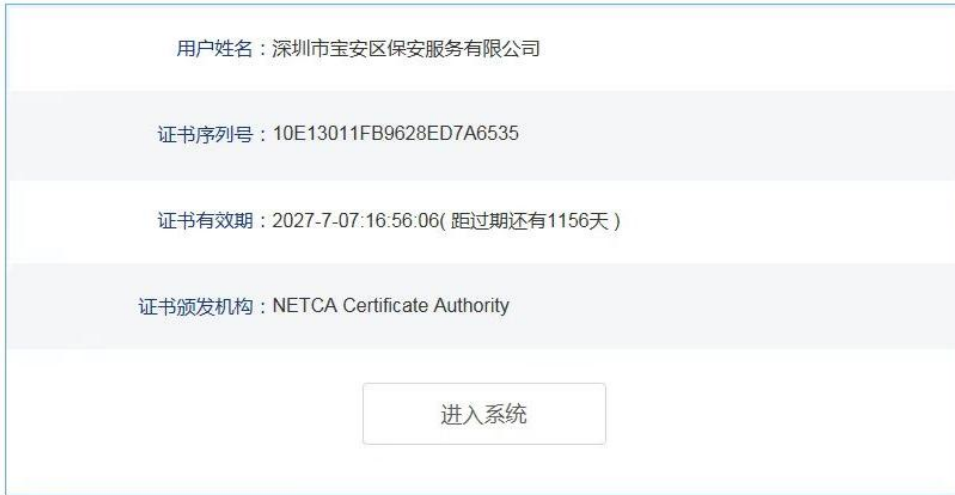 用户姓名：深圳市宝安区保安服务有限公司
证书序列号：10E13011FB9628ED7A6535
证书有效期：2027-7-07:16:56:06( 距过期还有1156天 )
证书颁发机构：NETCA Certificate Authority
进入系统